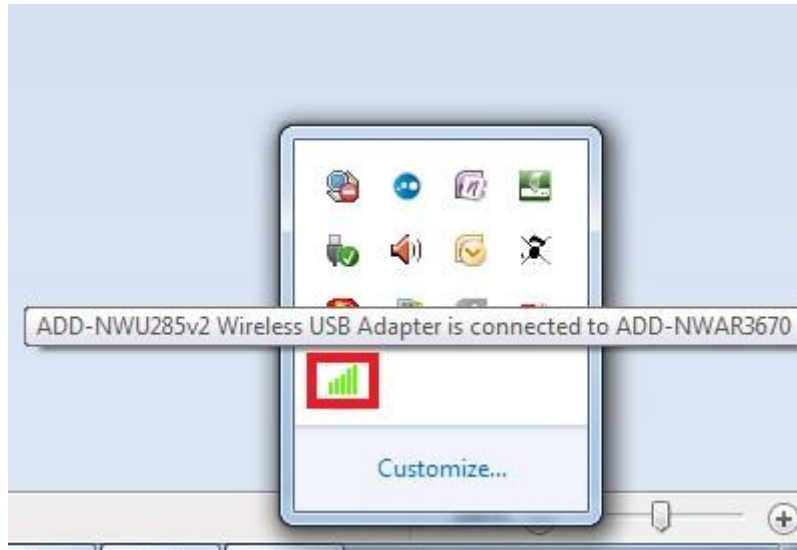 ADD-NWU285v2 Wireless USB Adapter is connected to ADD-NWAR3670
Customize...